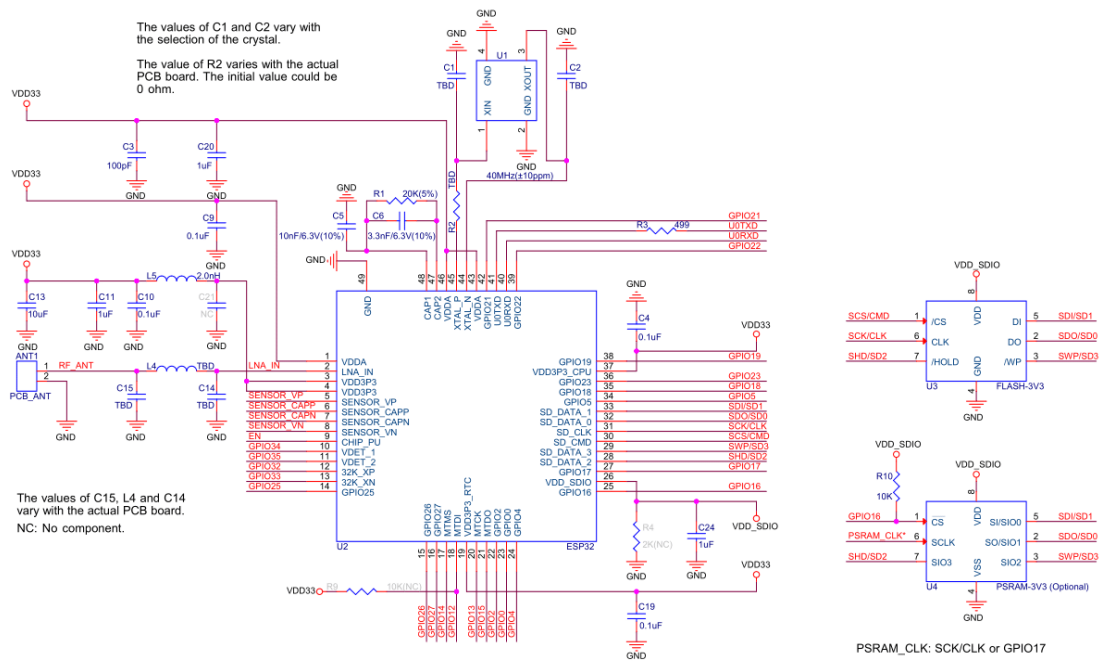 The values of C1 and C2 vary with
the selection of the crystal.
The value of R2 varies with the actual
PCB board. The initial value could be
0 ohm.
VDD33
C3
100pF
GND
C20
1uF
GND
VDD33
C9
0.1uF
GND
VDD33
C13
10uF
GND
C11
1uF
GND
C10
0.1uF
GND
L5
2.0nH
C21
NC
GND
ANT1
1
2
PCB_ANT
RF_ANT
GND
C15
TBD
GND
L4
TBD
C14
TBD
GND
LNA_IN
GND
C1
TBD
GND
4
3
U1
GND
XOUT
XIN
GND
1
2
GND
40MHz(±10ppm)
GND
C2
TBD
TBD
R2
GND
C5
10nF/6.3V(10%)
R1
20K(5%)
C6
3.3nF/6.3V(10%)
GND
R3
499
GPIO21
U0TXD
U0RXD
GPIO22
49
48
47
46
45
44
43
42
41
40
39
GND
CAP1
CAP2
VDDA
XTAL_P
XTAL_N
VDDA
GPIO21
U0TXD
U0RXD
GPIO22
1
VDDA
2
LNA_IN
3
VDD3P3
4
VDD3P3
SENSOR_VP
5
SENSOR_VP
SENSOR_CAPP
6
SENSOR_CAPP
SENSOR_CAPN
7
SENSOR_CAPN
SENSOR_VN
8
SENSOR_VN
EN
9
CHIP_PU
GPIO34
10
VDET_1
GPIO35
11
VDET_2
GPIO32
12
32K_XP
GPIO33
13
32K_XN
GPIO25
14
GPIO25
GPIO19
38
GPIO19
VDD3P3_CPU
37
GPIO23
36
GPIO23
GPIO18
35
GPIO18
GPIO5
34
GPIO5
SD_DATA_1
33
SDI/SD1
SD_DATA_0
32
SDO/SD0
SD_CLK
31
SCK/CLK
SD_CMD
30
SCS/CMD
SD_DATA_3
29
SWP/SD3
SD_DATA_2
28
SHD/SD2
GPIO17
27
GPIO17
VDD_SDIO
26
GPIO16
25
GPIO16
GPIO26
GPIO27
MTMS
MTDI
VDD3P3_RTC
MTCK
MTDO
GPIO2
GPIO0
GPIO4
U2
ESP32
15
16
17
18
19
20
21
22
23
24
GPIO26
GPIO27
GPIO14
GPIO12
GPIO13
GPIO15
GPIO2
GPIO0
GPIO4
VDD33
R9
10K(NC)
GND
C4
0.1uF
VDD33
R4
2K(NC)
GND
C24
1uF
GND
VDD_SDIO
VDD33
C19
0.1uF
GND
The values of C15, L4 and C14
vary with the actual PCB board.
NC: No component.
VDD_SDIO
8
SCS/CMD
1
/CS
VDD
DI
5
SDI/SD1
SCK/CLK
6
CLK
DO
2
SDO/SD0
SHD/SD2
7
/HOLD
GND
/WP
3
SWP/SD3
U3
FLASH-3V3
4
GND
VDD_SDIO
R10
10K
VDD_SDIO
8
GPIO16
1
CS
VDD
SI/SIO0
5
SDI/SD1
PSRAM_CLK*
6
SCLK
SO/SIO1
2
SDO/SD0
SHD/SD2
7
SIO3
VSS
SIO2
3
SWP/SD3
U4
PSRAM-3V3 (Optional)
4
GND
PSRAM_CLK: SCK/CLK or GPIO17